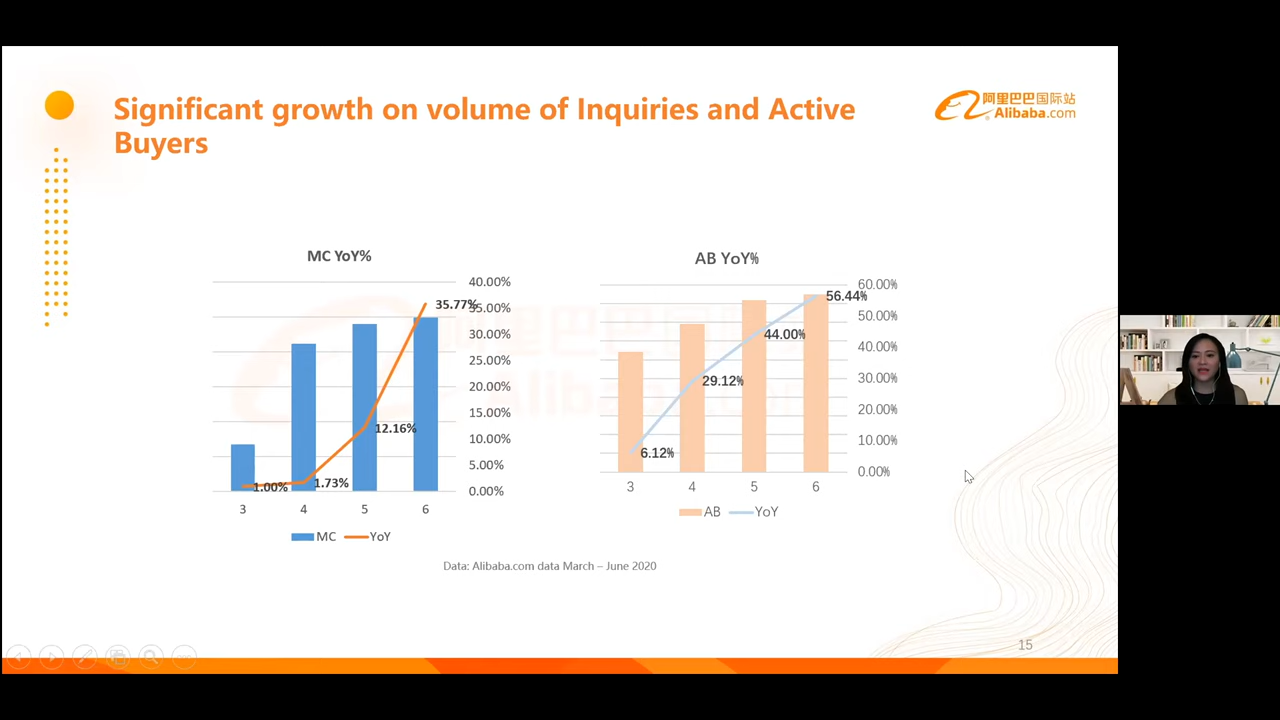 Significant growth on volume of Inquiries and Active
Buyers
阿里巴巴国际站
Alibaba.com
MC YoY%
40.00%
35.00%
30.00%
25.00%
20.00%
15.00%
10.00%
5.00%
0.00%
35.77%
12.16%
1.73%
1.00%
3 4 5 6
MC YoY
AB YoY%
60.00%
50.00%
40.00%
30.00%
20.00%
10.00%
0.00%
56.44%
44.00%
29.12%
6.12%
3 4 5 6
AB YoY
Data: Alibaba.com data March – June 2020
15